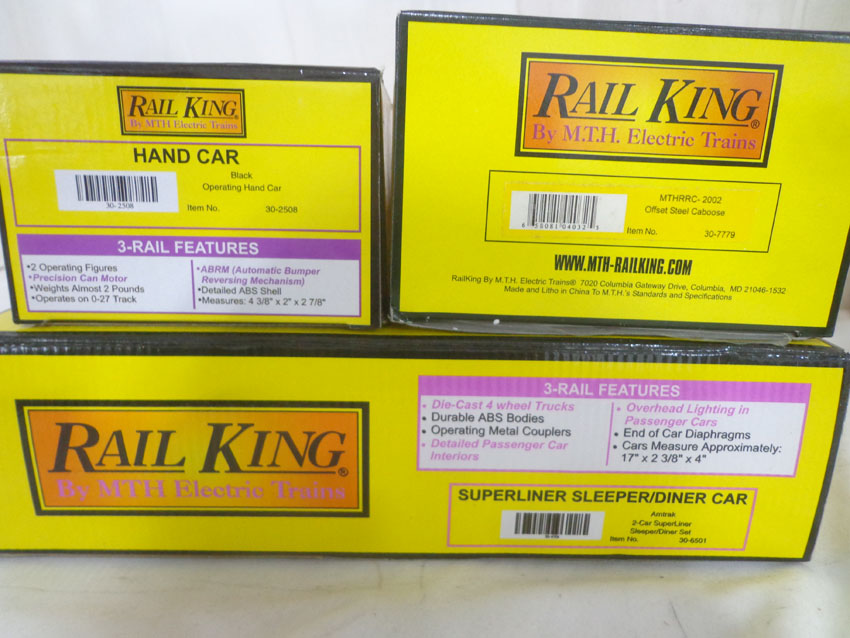 RAIL KING®
By MTH Electric Trains
HAND CAR
Black
Operating Hand Car
30-2508
Item No. 30-2508
3-RAIL FEATURES
•2 Operating Figures
•Precision Can Motor
•Weights Almost 2 Pounds
•Operates on 0-27 Track
•ABRM (Automatic Bumper
Reversing Mechanism)
•Detailed ABS Shell
•Measures: 4 3/8" x 2" x 2 7/8"
RAIL KING®
By M.T.H. Electric Trains
MTHRRC- 2002
Offset Steel Caboose
6 58081 04032 5
Item No. 30-7779
WWW.MTH-RAILKING.COM
RailKing By M.T.H. Electric Trains® 7020 Columbia Gateway Drive, Columbia, MD 21046-1532
Made and Litho in China To M.T.H.'s Standards and Specifications
RAIL KING®
By MTH Electric Trains
3-RAIL FEATURES
• Die-Cast 4 wheel Trucks
• Durable ABS Bodies
• Operating Metal Couplers
• Detailed Passenger Car
Interiors
• Overhead Lighting in
Passenger Cars
• End of Car Diaphragms
• Cars Measure Approximately:
17" x 2 3/8" x 4"
SUPERLINER SLEEPER/DINER CAR
Amtrak
2-Car SuperLiner
Sleeper/Diner Set
Item No. 30-6501